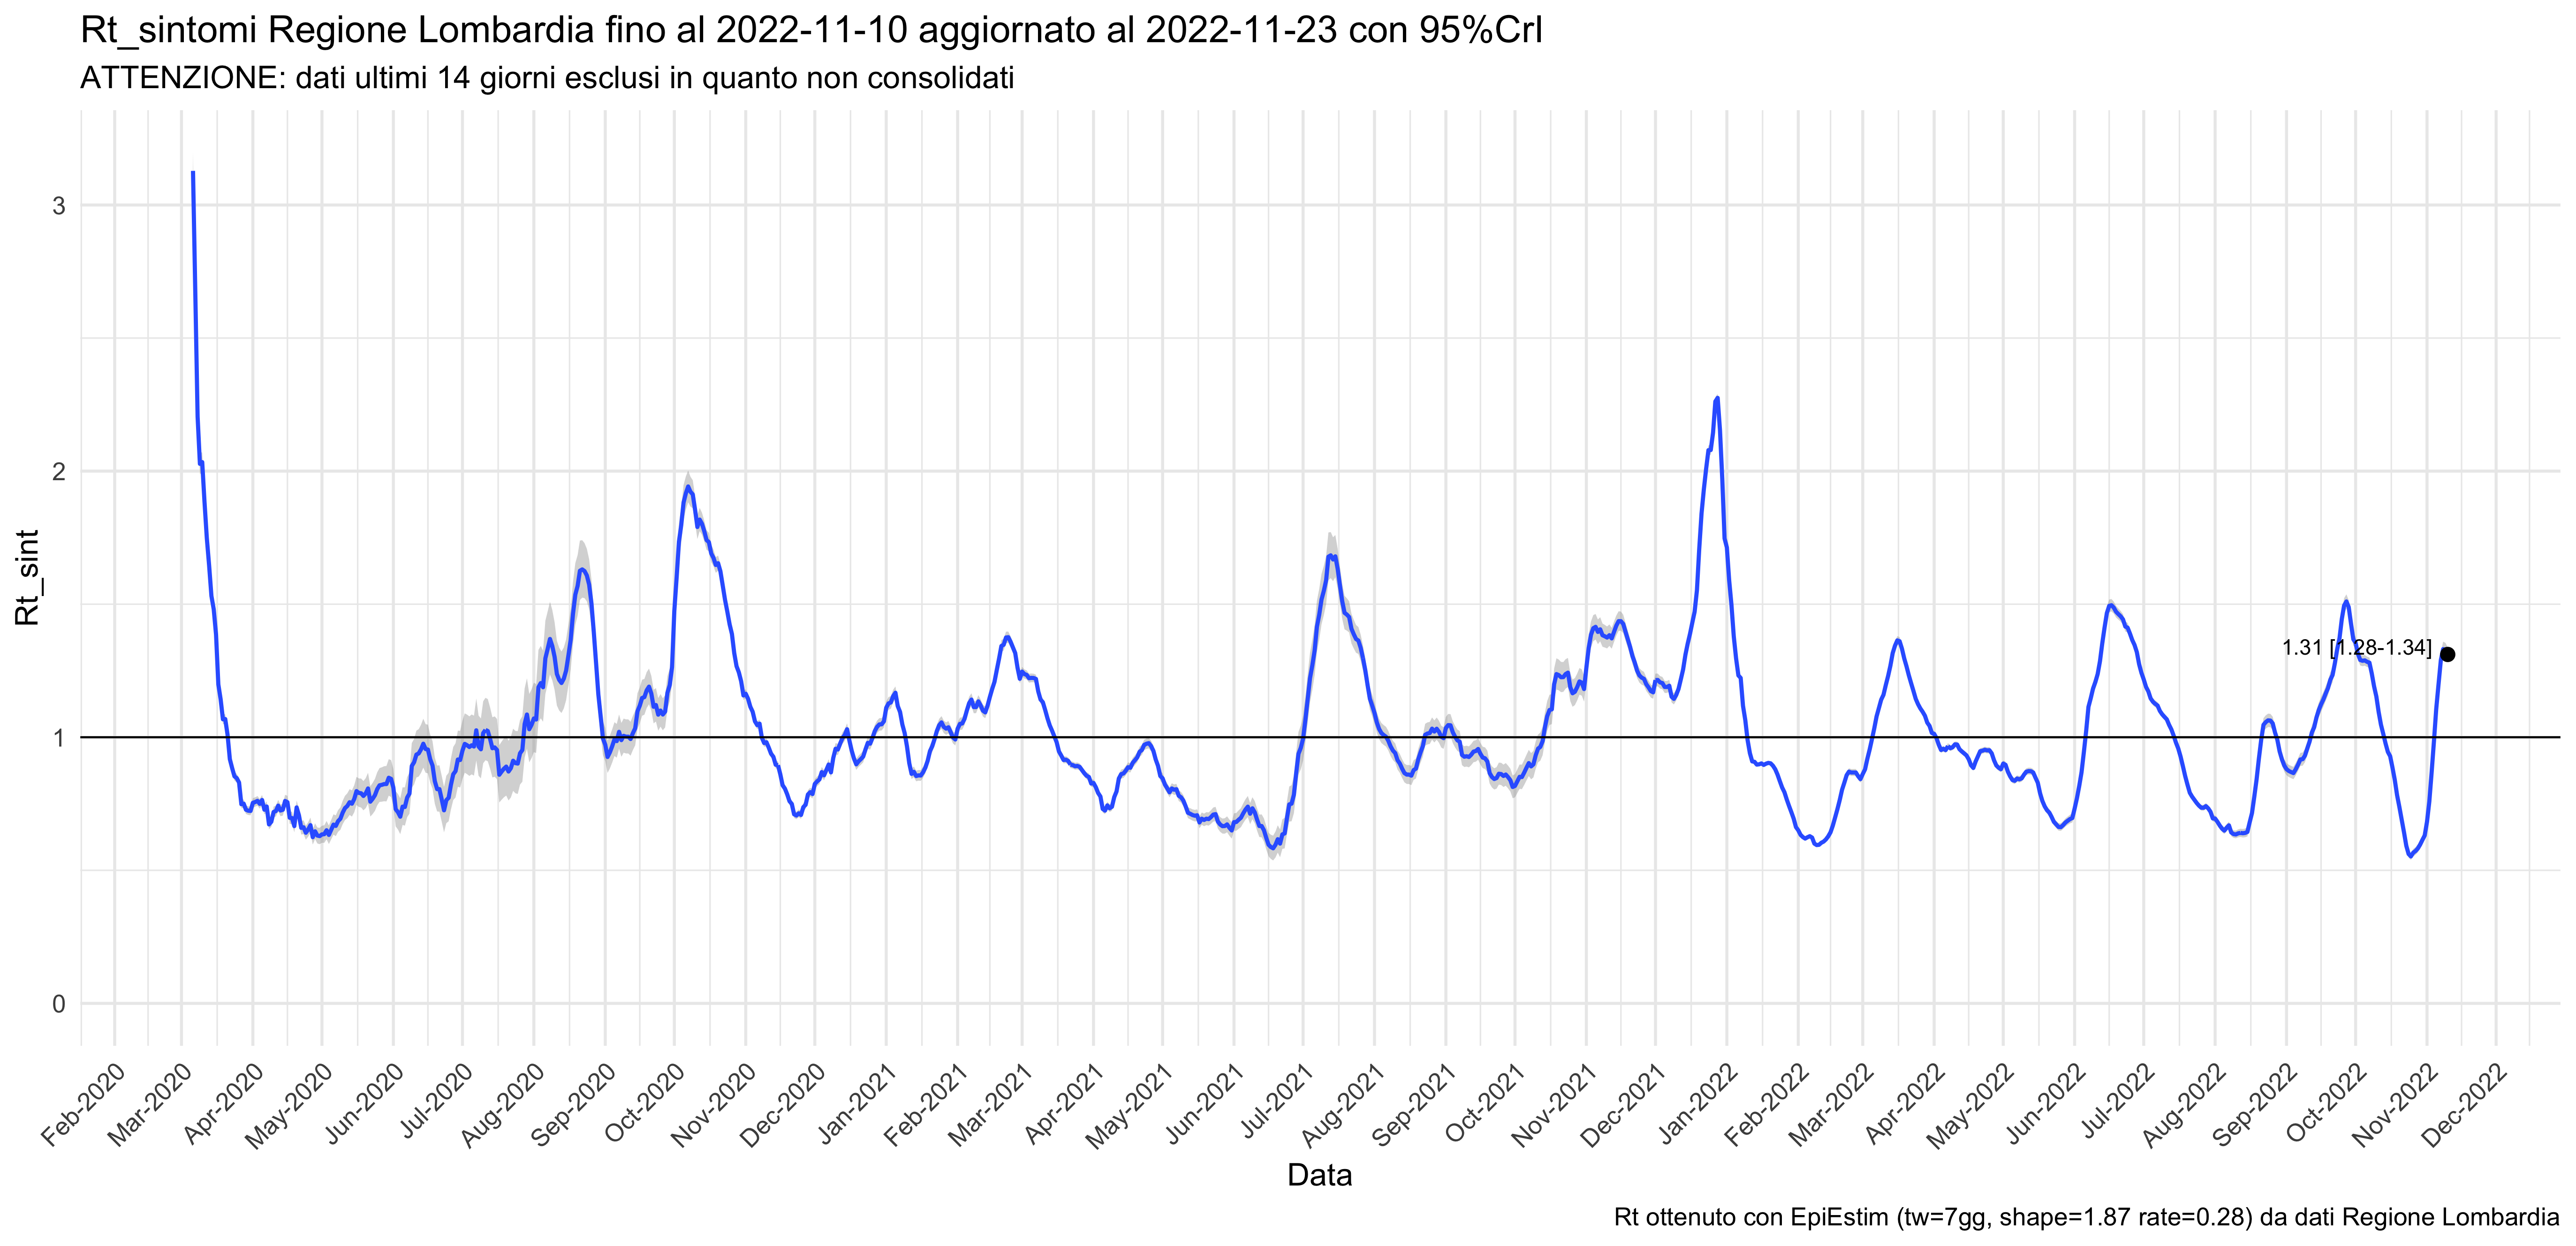 Rt_sintomi Regione Lombardia fino al 2022-11-10 aggiornato al 2022-11-23 con 95%CrI
ATTENZIONE: dati ultimi 14 giorni esclusi in quanto non consolidati
Rt_sint
3
2
1
0
1.31 [1.28-1.34]
Feb-2020
Mar-2020
Apr-2020
May-2020
Jun-2020
Jul-2020
Aug-2020
Sep-2020
Oct-2020
Nov-2020
Dec-2020
Jan-2021
Feb-2021
Mar-2021
Apr-2021
May-2021
Jun-2021
Jul-2021
Aug-2021
Sep-2021
Oct-2021
Nov-2021
Dec-2021
Jan-2022
Feb-2022
Mar-2022
Apr-2022
May-2022
Jun-2022
Jul-2022
Aug-2022
Sep-2022
Oct-2022
Nov-2022
Dec-2022
Data
Rt ottenuto con EpiEstim (tw=7gg, shape=1.87 rate=0.28) da dati Regione Lombardia